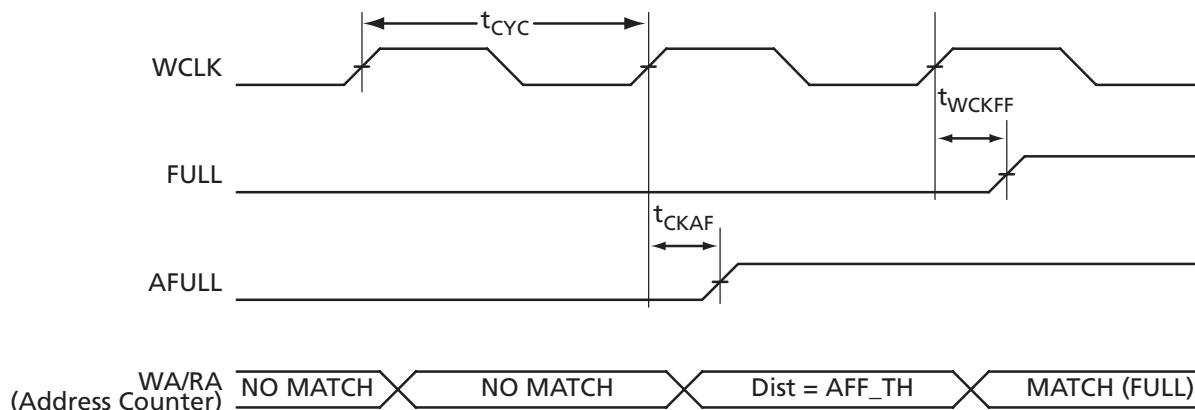 tCYC
WCLK
tWCKFF
FULL
tCKAF
AFULL
WA/RA
(Address Counter)
NO MATCH
NO MATCH
Dist = AFF_TH
MATCH (FULL)